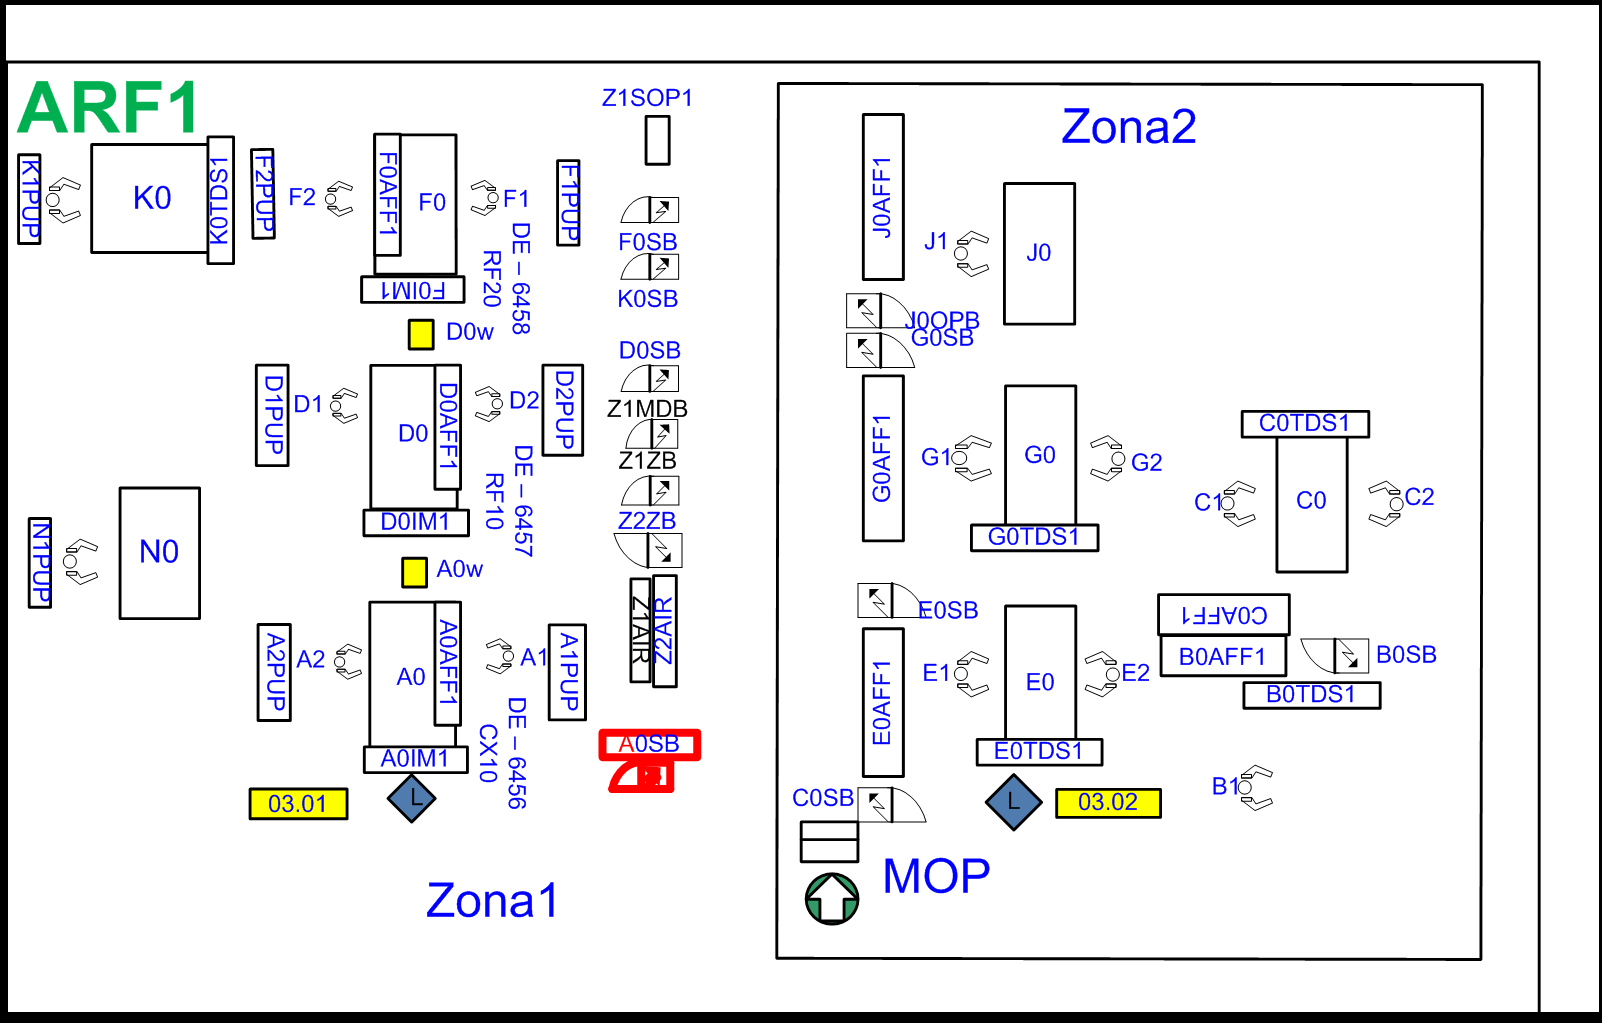 ARF1
Z1SOP1
Zona2
K1PUP
K0
K0TDS1
F2PUP
F2
F0AFF1
F0
F1
F1PUP
F0IM1
DE – 6458
RF20
F0SB
K0SB
D0w
D0SB
Z1MDB
Z1ZB
Z2ZB
D1PUP
D1
D0
D0AFF1
D2
D2PUP
D0IM1
DE – 6457
RF10
N1PUP
N0
A0w
A2PUP
A2
A0
A0AFF1
A1
A1PUP
A0IM1
DE – 6456
CX10
Z1AIR
Z2AIR
A0SB
03.01
L
Zona1
J0AFF1
J1
J0
J0OPB
G0SB
G0AFF1
G1
G0
G2
G0TDS1
C0TDS1
C1
C0
C2
E0SB
C0AFF1
B0AFF1
B0SB
B0TDS1
E0AFF1
E1
E0
E2
E0TDS1
C0SB
L
03.02
B1
MOP